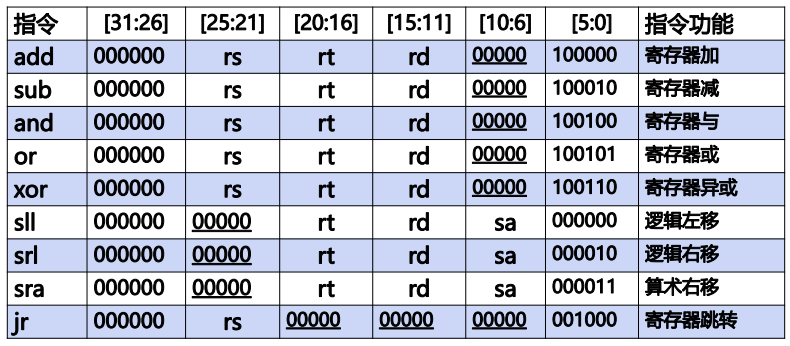 指令 [31:26] [25:21] [20:16] [15:11] [10:6] [5:0] 指令功能
add 000000 rs rt rd 00000 100000 寄存器加
sub 000000 rs rt rd 00000 100010 寄存器减
and 000000 rs rt rd 00000 100100 寄存器与
or 000000 rs rt rd 00000 100101 寄存器或
xor 000000 rs rt rd 00000 100110 寄存器异或
sll 000000 00000 rt rd sa 000000 逻辑左移
srl 000000 00000 rt rd sa 000010 逻辑右移
sra 000000 00000 rt rd sa 000011 算术右移
jr 000000 rs 00000 00000 00000 001000 寄存器跳转